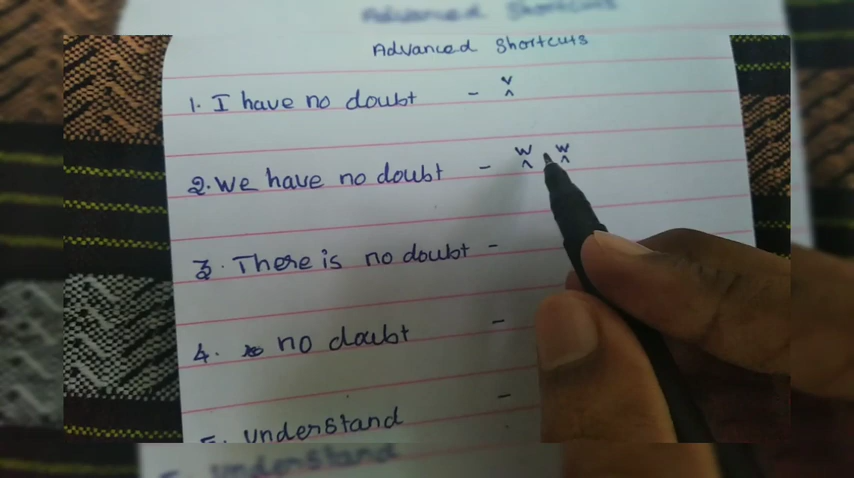 Advanced Shortcuts
1. I have no doubt - v ^
2. We have no doubt - w ^ w ^
3. There is no doubt -
4. no doubt -
5. understand -